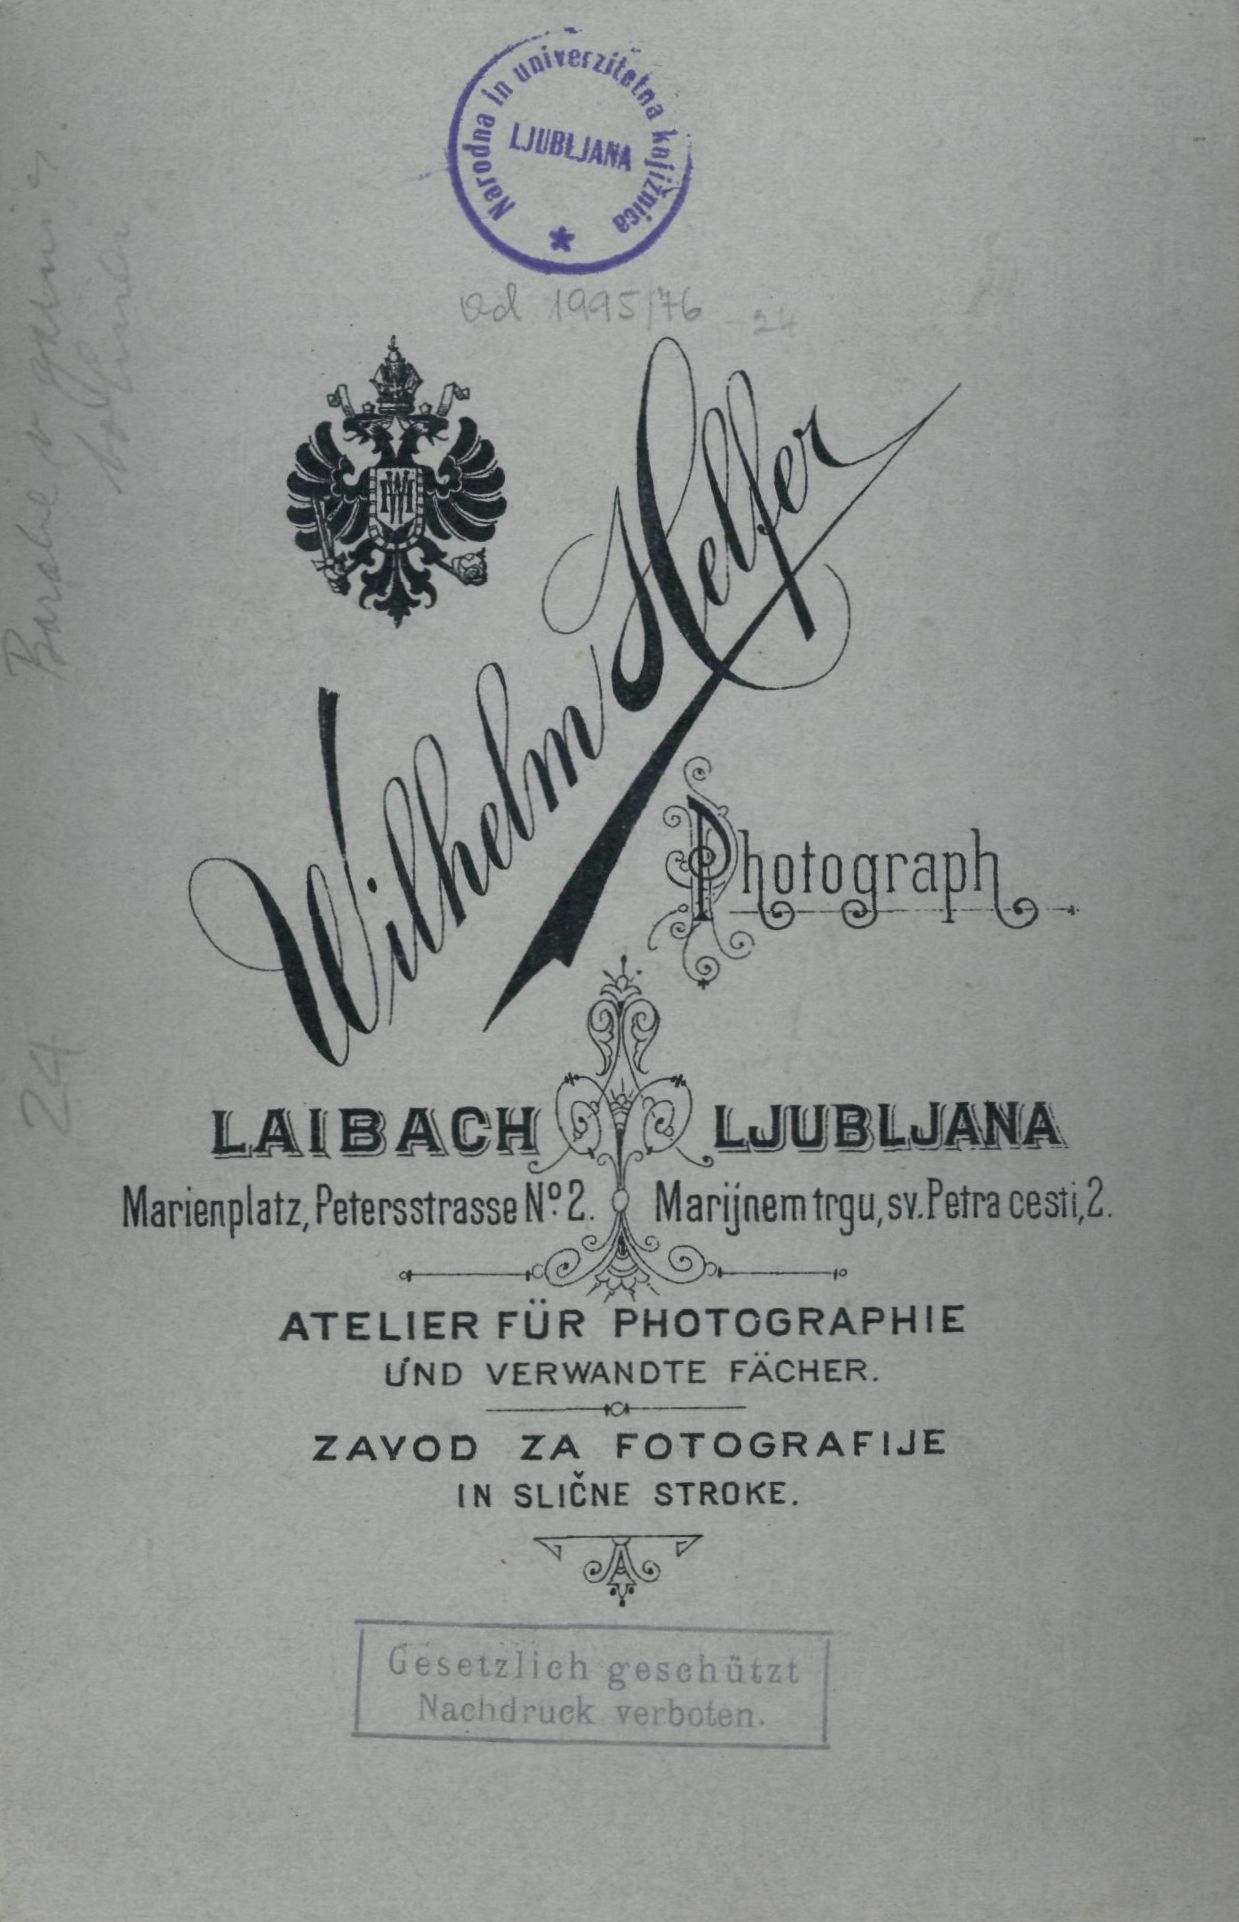 Narodna in univerzitetna knjižnica
LJUBLJANA
od 1995/76 -24
WH
Wilhelm Helfer
Photograph
LAIBACH
Marienplatz, Petersstrasse Nº 2.
LJUBLJANA
Marijnem trgu, sv. Petra cesti, 2.
ATELIER FÜR PHOTOGRAPHIE
UND VERWANDTE FÄCHER.
ZAVOD ZA FOTOGRAFIJE
IN SLIČNE STROKE.
Gesetzlich geschützt
Nachdruck verboten.
Barake v
24